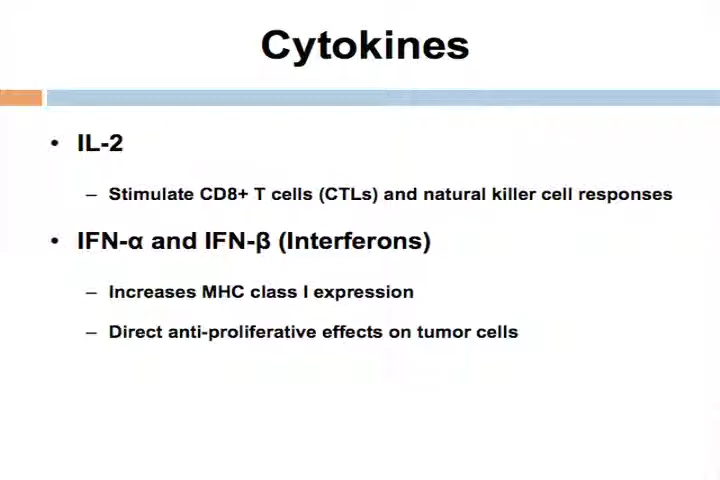 Cytokines
• IL-2
– Stimulate CD8+ T cells (CTLs) and natural killer cell responses
• IFN-α and IFN-β (Interferons)
– Increases MHC class I expression
– Direct anti-proliferative effects on tumor cells